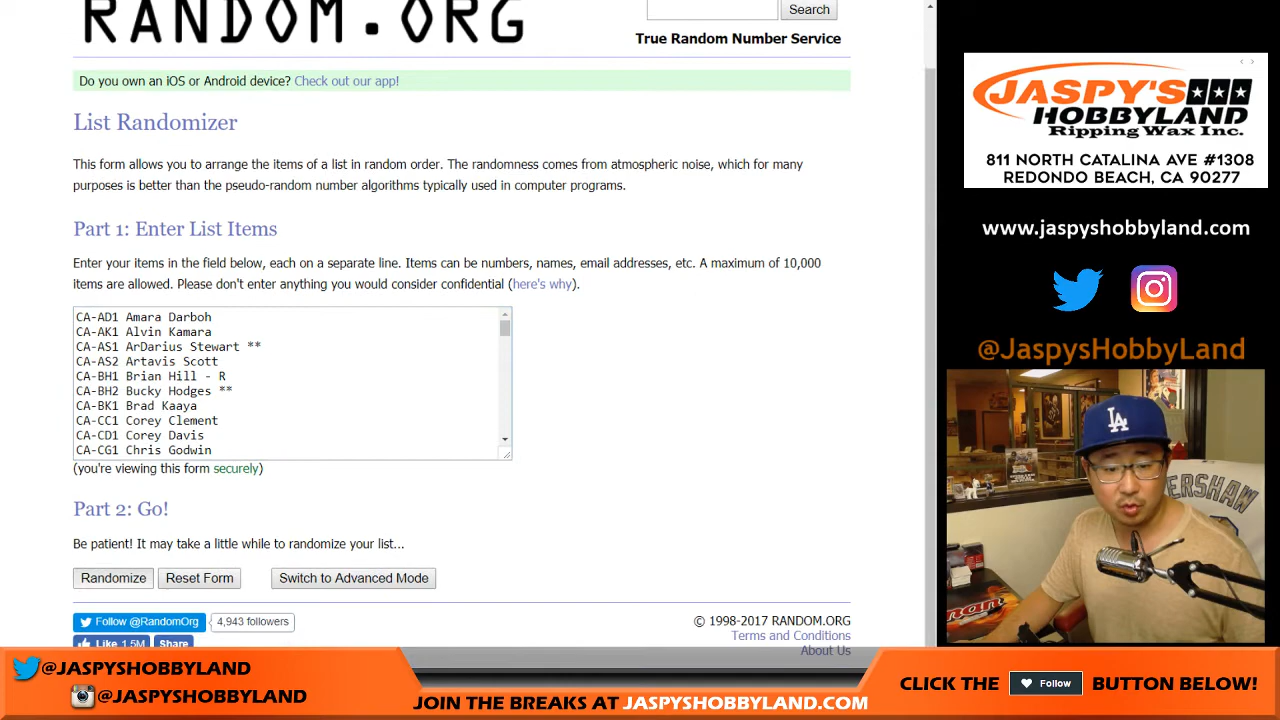 RANDOM.ORG
Search
True Random Number Service
Do you own an iOS or Android device? Check out our app!
List Randomizer
This form allows you to arrange the items of a list in random order. The randomness comes from atmospheric noise, which for many
purposes is better than the pseudo-random number algorithms typically used in computer programs.
Part 1: Enter List Items
Enter your items in the field below, each on a separate line. Items can be numbers, names, email addresses, etc. A maximum of 10,000
items are allowed. Please don't enter anything you would consider confidential (here's why).
CA-AD1 Amara Darboh
CA-AK1 Alvin Kamara
CA-AS1 ArDarius Stewart **
CA-AS2 Artavis Scott
CA-BH1 Brian Hill - R
CA-BH2 Bucky Hodges **
CA-BK1 Brad Kaaya
CA-CC1 Corey Clement
CA-CD1 Corey Davis
CA-CG1 Chris Godwin
(you're viewing this form securely)
Part 2: Go!
Be patient! It may take a little while to randomize your list...
Randomize Reset Form Switch to Advanced Mode
Follow @RandomOrg 4,943 followers
Like 1.5M Share
© 1998-2017 RANDOM.ORG
Terms and Conditions
About Us
JASPY'S
HOBBYLAND
Ripping Wax Inc.
811 NORTH CATALINA AVE #1308
REDONDO BEACH, CA 90277
www.jaspyshobbyland.com
@JaspysHobbyLand
LA
ERSHAW
@JASPYSHOBBYLAND
@JASPYSHOBBYLAND
JOIN THE BREAKS AT JASPYSHOBBYLAND.COM
CLICK THE Follow BUTTON BELOW!